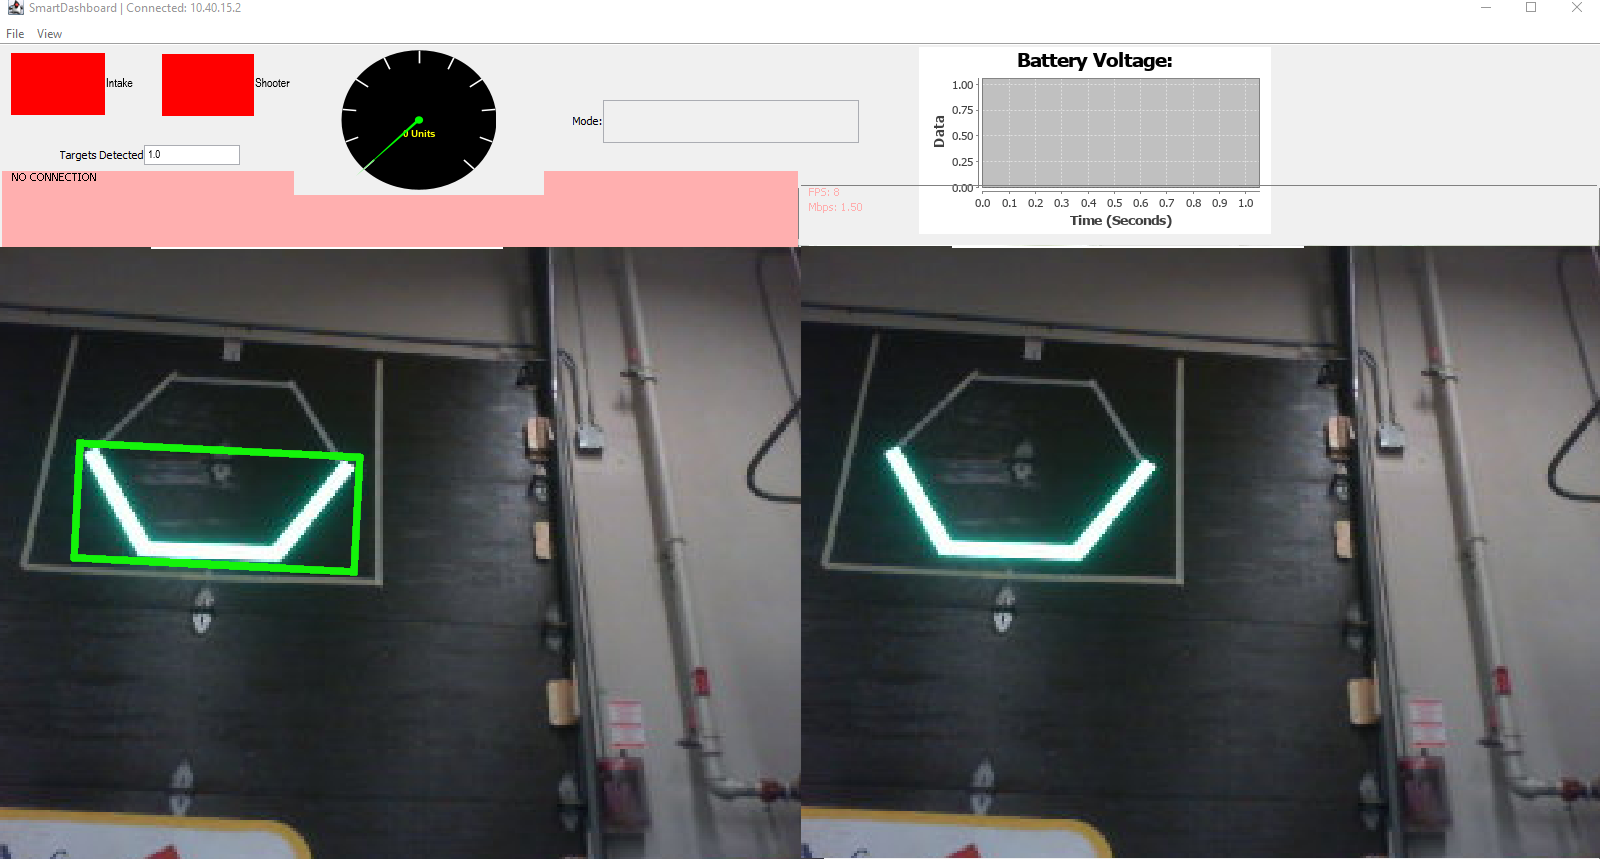 SmartDashboard | Connected: 10.40.15.2
File View
Intake
Shooter
0 Units
Mode:
Targets Detected 1.0
NO CONNECTION
Battery Voltage:
Data
1.00
0.75
0.50
0.25
0.00
0.0 0.1 0.2 0.3 0.4 0.5 0.6 0.7 0.8 0.9 1.0
Time (Seconds)
FPS: 8
Mbps: 1.50